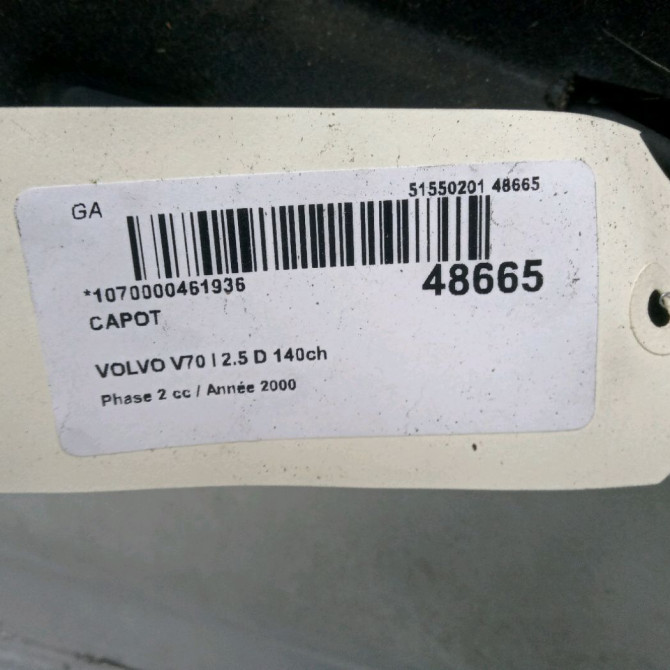 GA
51550201 48665
*1070000461936
48665
CAPOT
VOLVO V70 I 2.5 D 140ch
Phase 2 cc / Année 2000